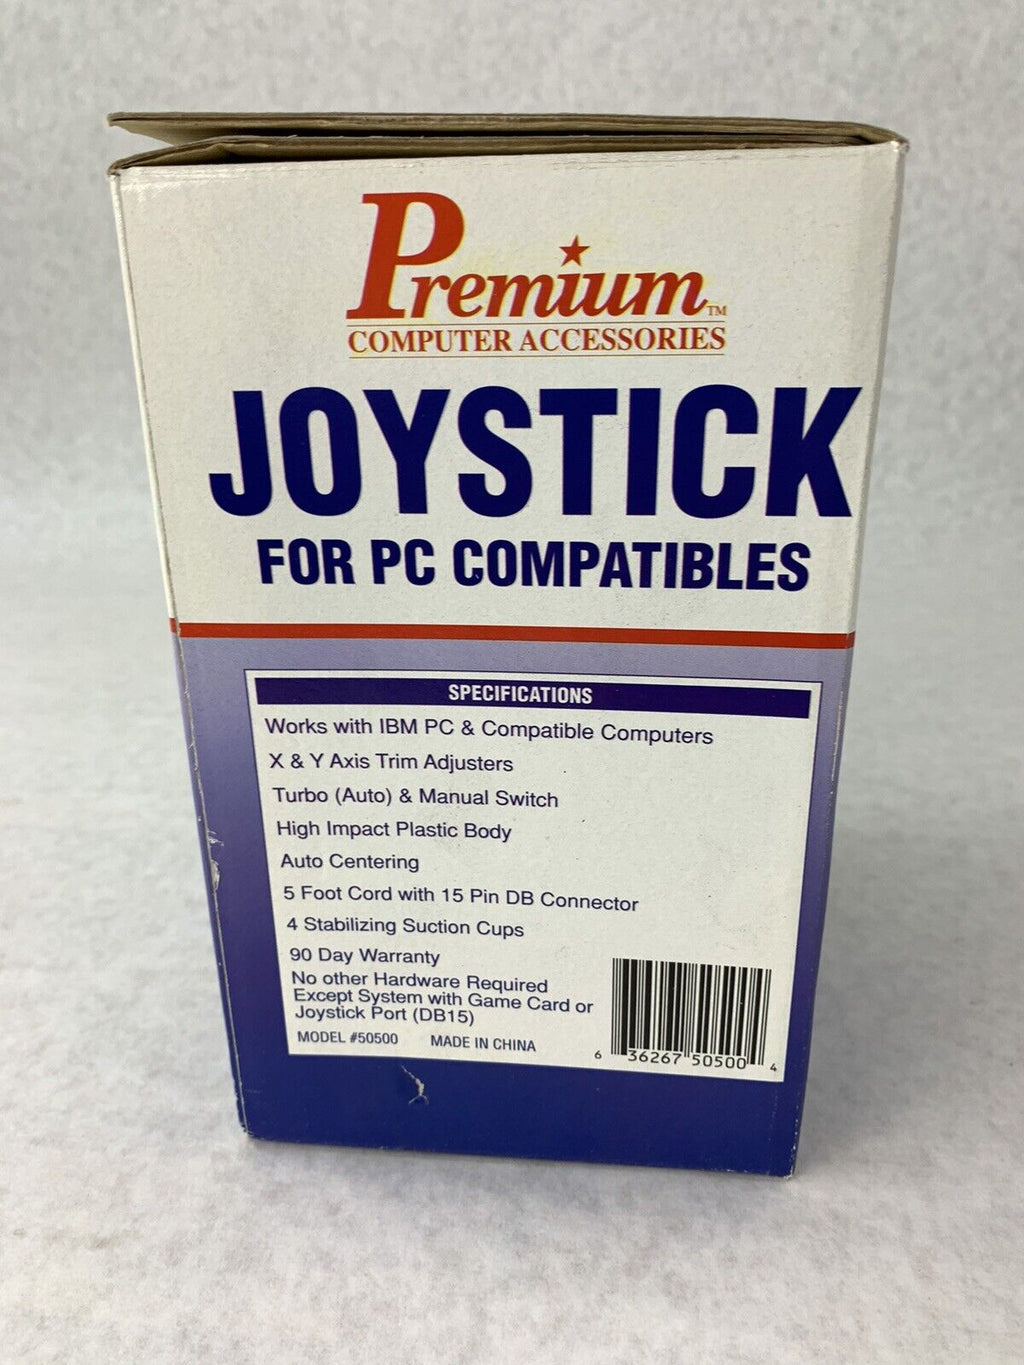 Premium TM
COMPUTER ACCESSORIES
JOYSTICK
FOR PC COMPATIBLES
SPECIFICATIONS
Works with IBM PC & Compatible Computers
X & Y Axis Trim Adjusters
Turbo (Auto) & Manual Switch
High Impact Plastic Body
Auto Centering
5 Foot Cord with 15 Pin DB Connector
4 Stabilizing Suction Cups
90 Day Warranty
No other Hardware Required
Except System with Game Card or
Joystick Port (DB15)
MODEL #50500 MADE IN CHINA
6 36267 50500 4